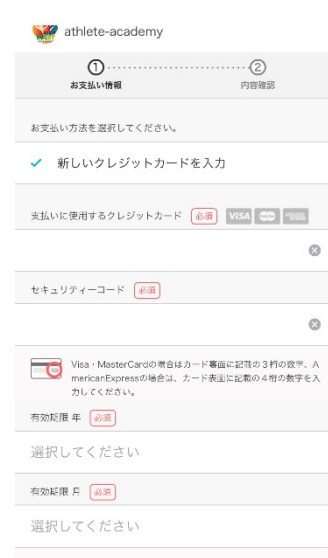 athlete-academy
① ②
お支払い情報 内容確認
お支払い方法を選択してください。
✓ 新しいクレジットカードを入力
支払いに使用するクレジットカード 必須 VISA
セキュリティーコード 必須
Visa・MasterCardの場合はカード裏面に記載の3桁の数字、A
mericanExpressの場合は、カード表面に記載の4桁の数字を入
力してください。
有効期限 年 必須
選択してください
有効期限 月 必須
選択してください